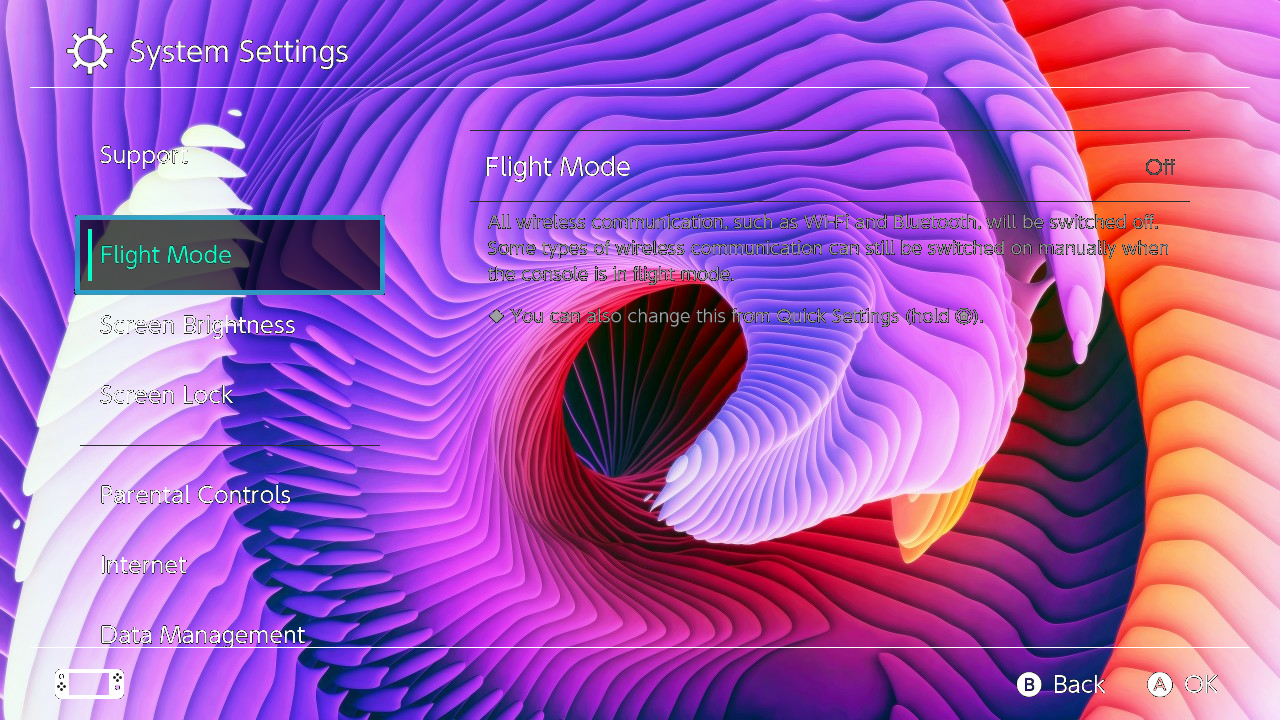 System Settings
Support
Flight Mode
Screen Brightness
Screen Lock
Parental Controls
Internet
Data Management
Flight Mode Off
All wireless communication, such as Wi-Fi and Bluetooth, will be switched off.
Some types of wireless communication can still be switched on manually when
the console is in flight mode.
◆ You can also change this from Quick Settings (hold ).
B Back A OK